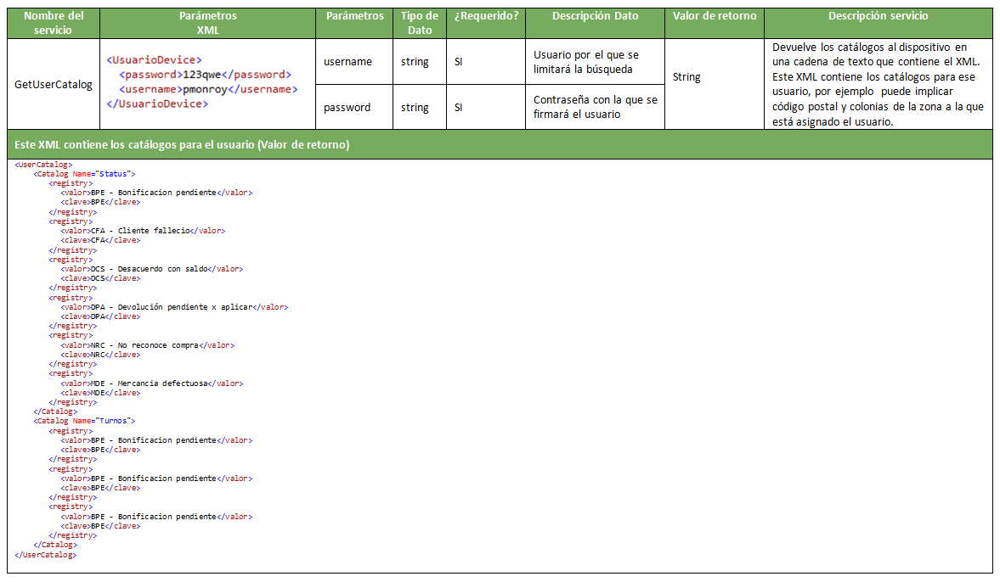 Nombre del servicio
Parámetros
XML
Parámetros
Tipo de Dato
¿Requerido?
Descripción Dato
Valor de retorno
Descripción servicio
GetUserCatalog
<UsuarioDevice>
<password>123qwe</password>
<username>pmonroy</username>
</UsuarioDevice>
username
string
SI
Usuario por el que se
limitará la búsqueda
password
string
SI
Contraseña con la que se
firmará el usuario
String
Devuelve los catálogos al dispositivo en
una cadena de texto que contiene el XML.
Este XML contiene los catálogos para ese
usuario, por ejemplo puede implicar
código postal y colonias de la zona a la que
está asignado el usuario.
Este XML contiene los catálogos para el usuario (Valor de retorno)
<UserCatalog>
<Catalog Name="Status">
<registry>
<valor>BPE - Bonificacion pendiente</valor>
<clave>BPE</clave>
</registry>
<registry>
<valor>CFA - Cliente fallecio</valor>
<clave>CFA</clave>
</registry>
<registry>
<valor>DCS - Desacuerdo con saldo</valor>
<clave>DCS</clave>
</registry>
<registry>
<valor>DPA - Devolución pendiente x aplicar</valor>
<clave>DPA</clave>
</registry>
<registry>
<valor>NRC - No reconoce compra</valor>
<clave>NRC</clave>
</registry>
<registry>
<valor>MDE - Mercancia defectuosa</valor>
<clave>MDE</clave>
</registry>
</Catalog>
<Catalog Name="Turnos">
<registry>
<valor>BPE - Bonificacion pendiente</valor>
<clave>BPE</clave>
</registry>
<registry>
<valor>BPE - Bonificacion pendiente</valor>
<clave>BPE</clave>
</registry>
<registry>
<valor>BPE - Bonificacion pendiente</valor>
<clave>BPE</clave>
</registry>
</Catalog>
</UserCatalog>